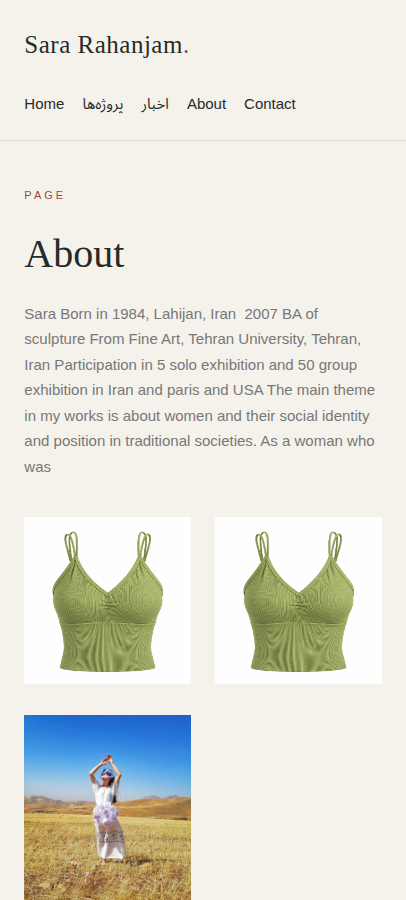 Sara Rahanjam.
Home پروژه‌ها اخبار About Contact
PAGE
About
Sara Born in 1984, Lahijan, Iran  2007 BA of
sculpture From Fine Art, Tehran University, Tehran,
Iran Participation in 5 solo exhibition and 50 group
exhibition in Iran and paris and USA The main theme
in my works is about women and their social identity
and position in traditional societies. As a woman who
was